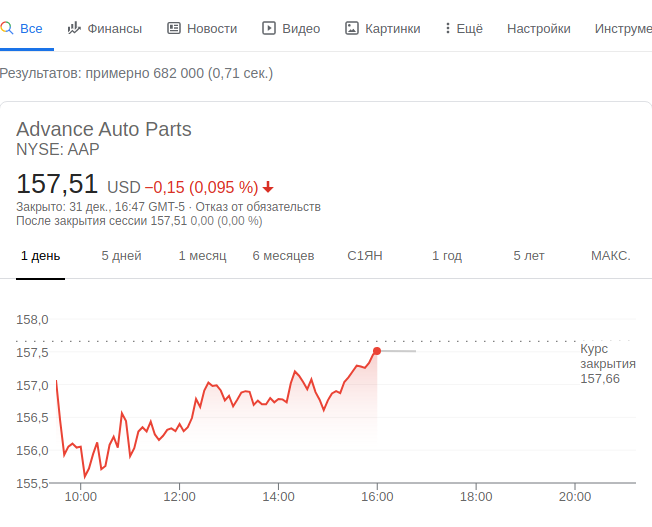 Все Финансы Новости Видео Картинки Ещё Настройки Инструме
Результатов: примерно 682 000 (0,71 сек.)
Advance Auto Parts
NYSE: AAP
157,51 USD −0,15 (0,095 %)
Закрыто: 31 дек., 16:47 GMT-5 · Отказ от обязательств
После закрытия сессии 157,51 0,00 (0,00 %)
1 день 5 дней 1 месяц 6 месяцев С1ЯН 1 год 5 лет МАКС.
158,0
157,5
157,0
156,5
156,0
155,5
Курс
закрытия
157,66
10:00 12:00 14:00 16:00 18:00 20:00